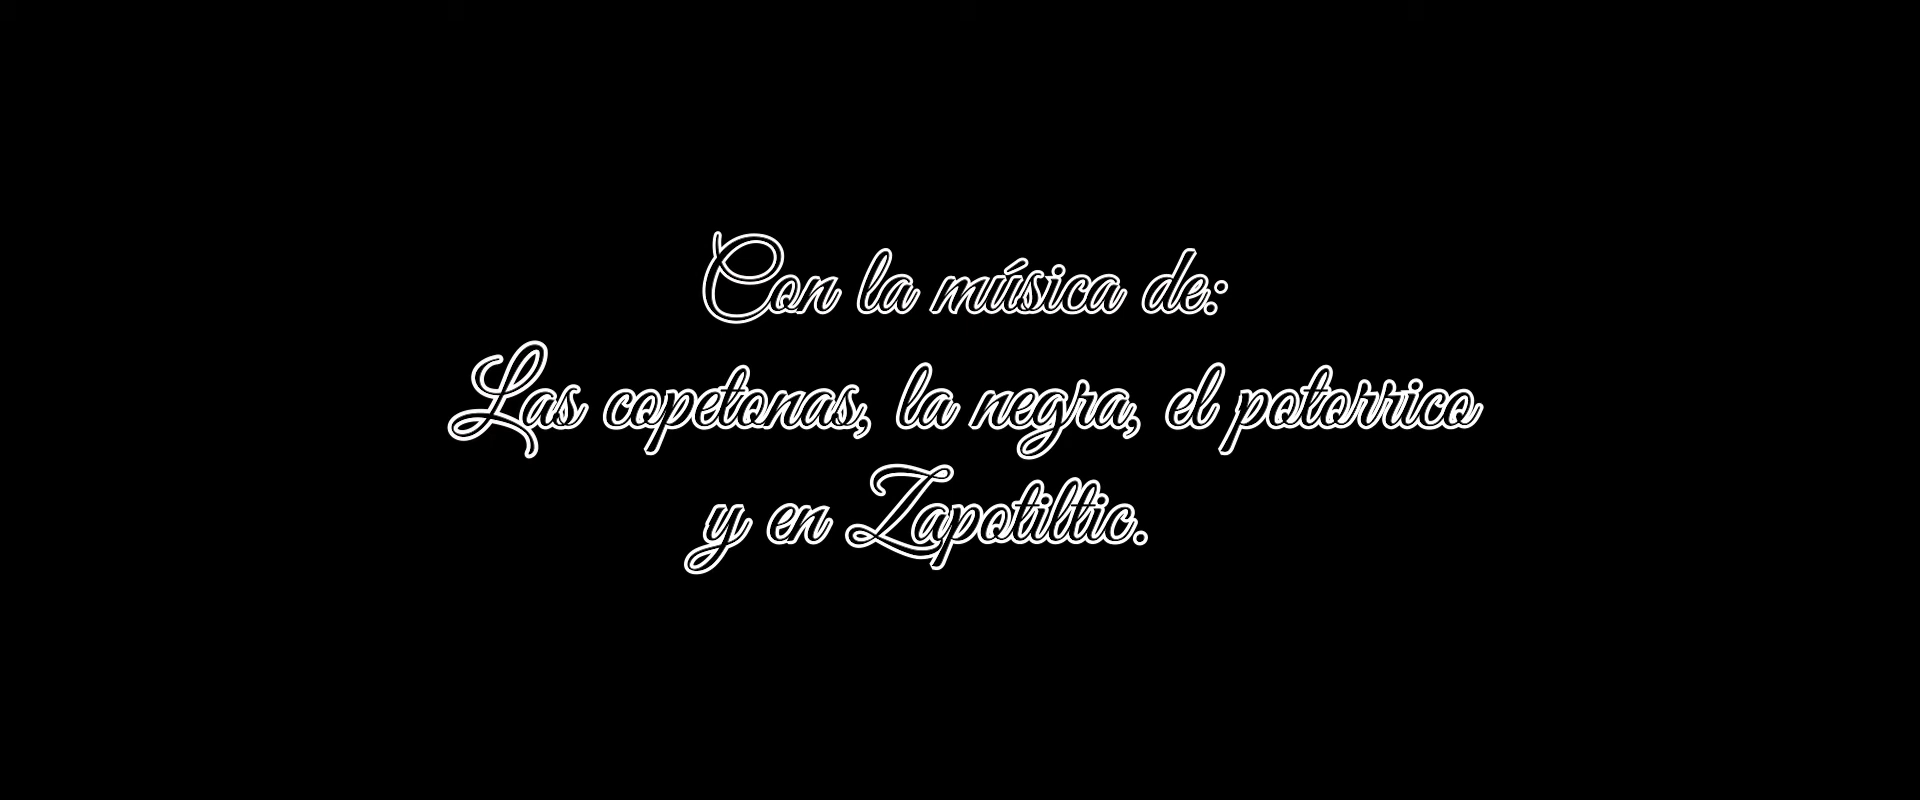 Con la música de:
Las copetonas, la negra, el potorrico
y en Zapotiltic.